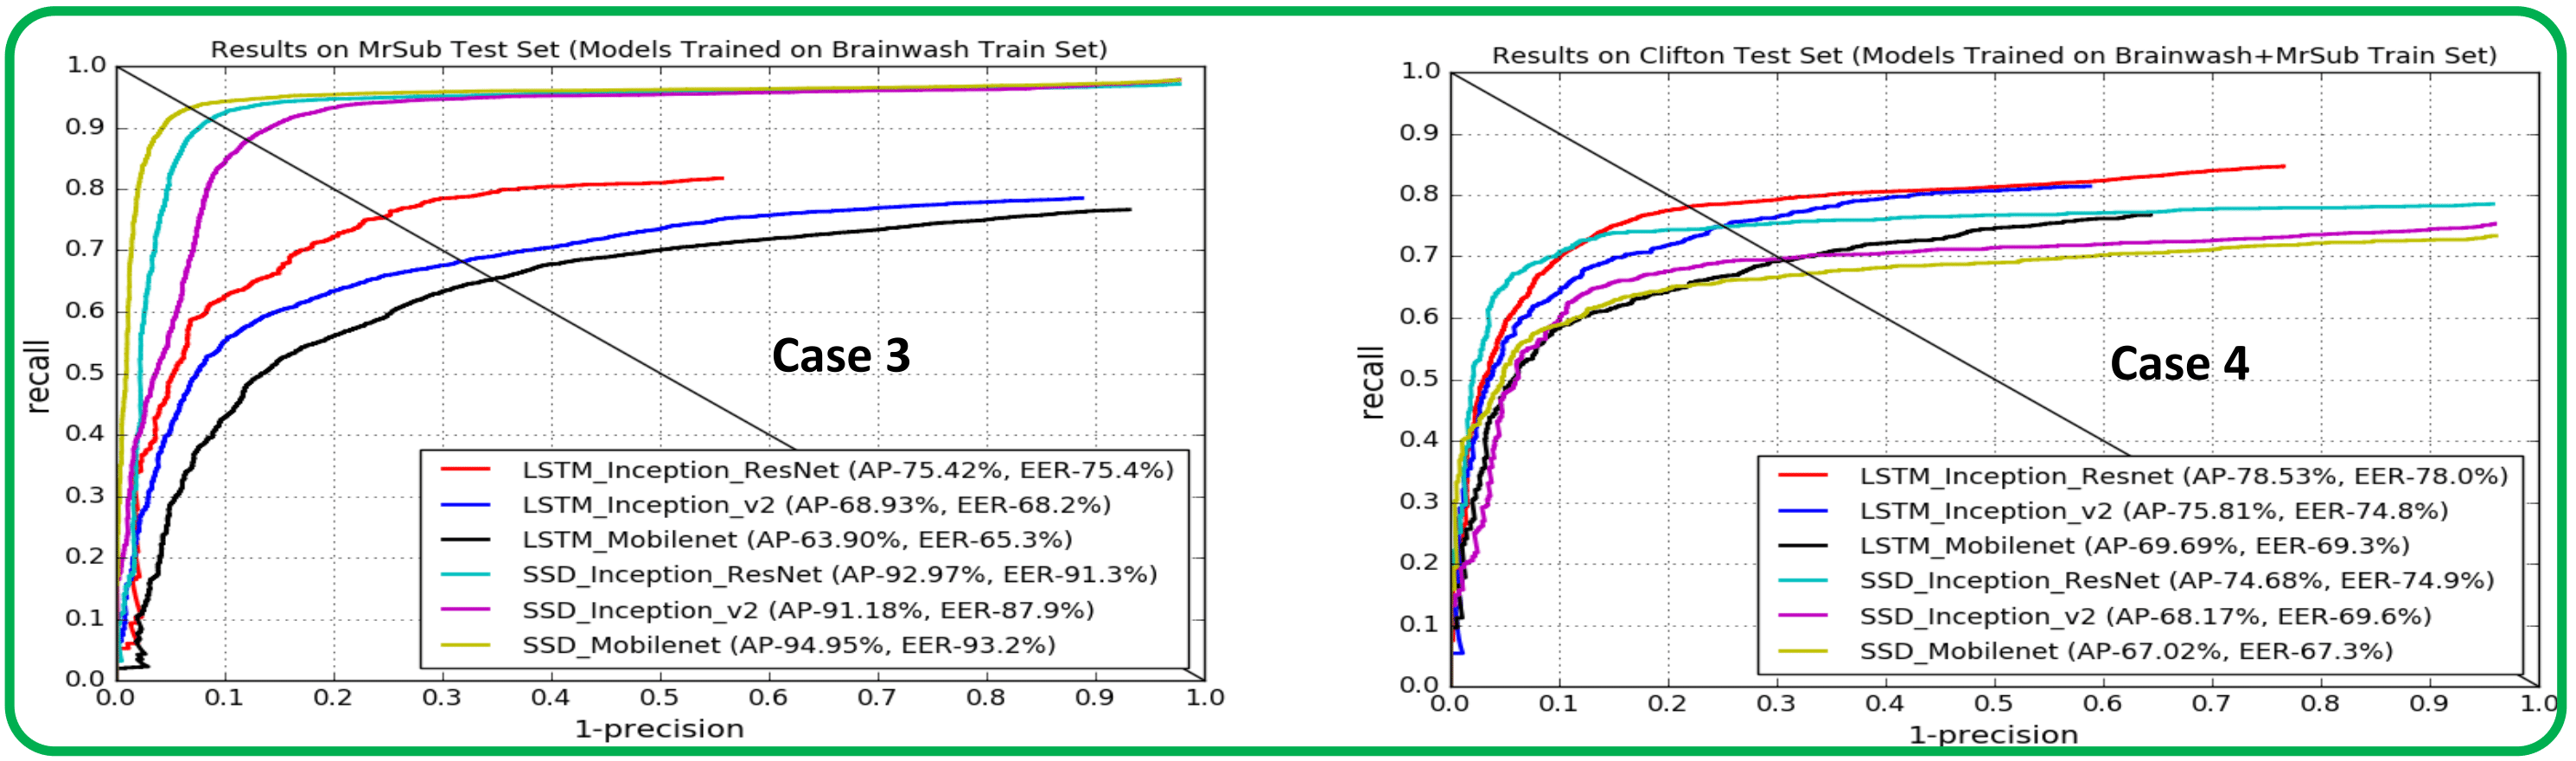 Results on MrSub Test Set (Models Trained on Brainwash Train Set)
1.0
0.9
0.8
0.7
0.6
0.5
0.4
0.3
0.2
0.1
0.0
recall
Case 3
LSTM_Inception_ResNet (AP-75.42%, EER-75.4%)
LSTM_Inception_v2 (AP-68.93%, EER-68.2%)
LSTM_Mobilenet (AP-63.90%, EER-65.3%)
SSD_Inception_ResNet (AP-92.97%, EER-91.3%)
SSD_Inception_v2 (AP-91.18%, EER-87.9%)
SSD_Mobilenet (AP-94.95%, EER-93.2%)
0.0 0.1 0.2 0.3 0.4 0.5 0.6 0.7 0.8 0.9 1.0
1-precision
Results on Clifton Test Set (Models Trained on Brainwash+MrSub Train Set)
1.0
0.9
0.8
0.7
0.6
0.5
0.4
0.3
0.2
0.1
0.0
recall
Case 4
LSTM_Inception_Resnet (AP-78.53%, EER-78.0%)
LSTM_Inception_v2 (AP-75.81%, EER-74.8%)
LSTM_Mobilenet (AP-69.69%, EER-69.3%)
SSD_Inception_ResNet (AP-74.68%, EER-74.9%)
SSD_Inception_v2 (AP-68.17%, EER-69.6%)
SSD_Mobilenet (AP-67.02%, EER-67.3%)
0.0 0.1 0.2 0.3 0.4 0.5 0.6 0.7 0.8 0.9 1.0
1-precision